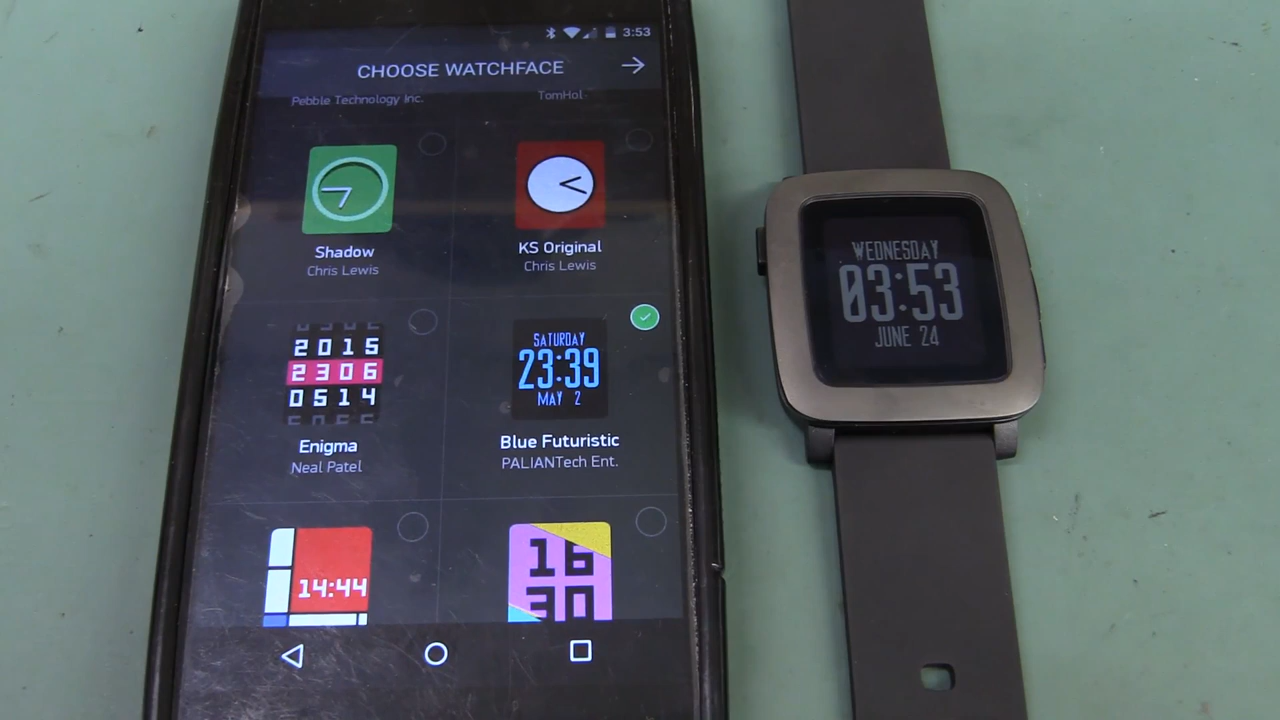 3:53
CHOOSE WATCHFACE
Pebble Technology Inc.
TomHol
Shadow
Chris Lewis
KS Original
Chris Lewis
2015
2306
0514
Enigma
Neal Patel
SATURDAY
23:39
MAY 2
Blue Futuristic
PALIANTech Ent.
14:44
16
30
WEDNESDAY
03:53
JUNE 24